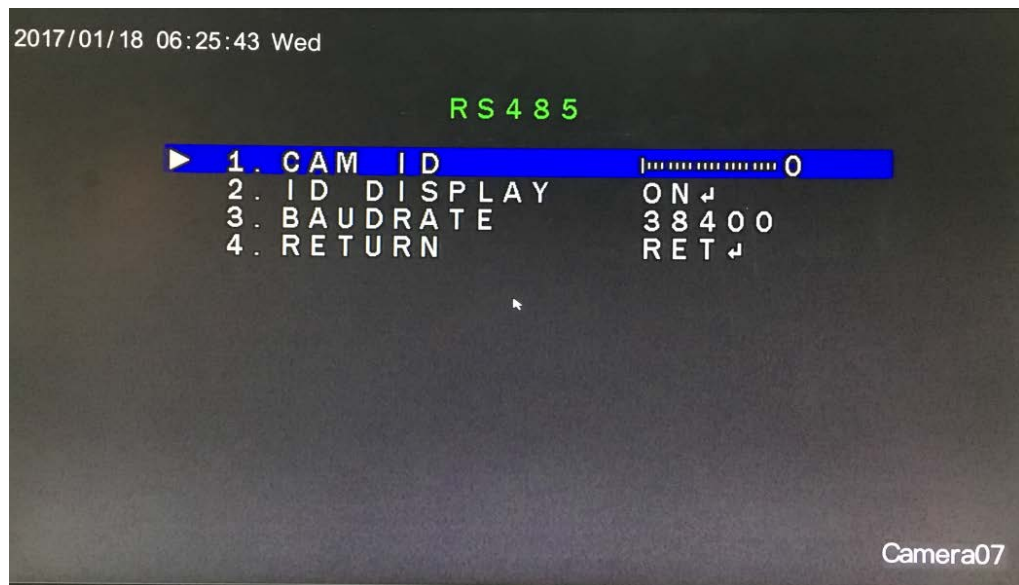 2017/01/18 06:25:43 Wed
RS485
1. CAM ID 0
2. ID DISPLAY ON↲
3. BAUDRATE 38400
4. RETURN RET↲
Camera07